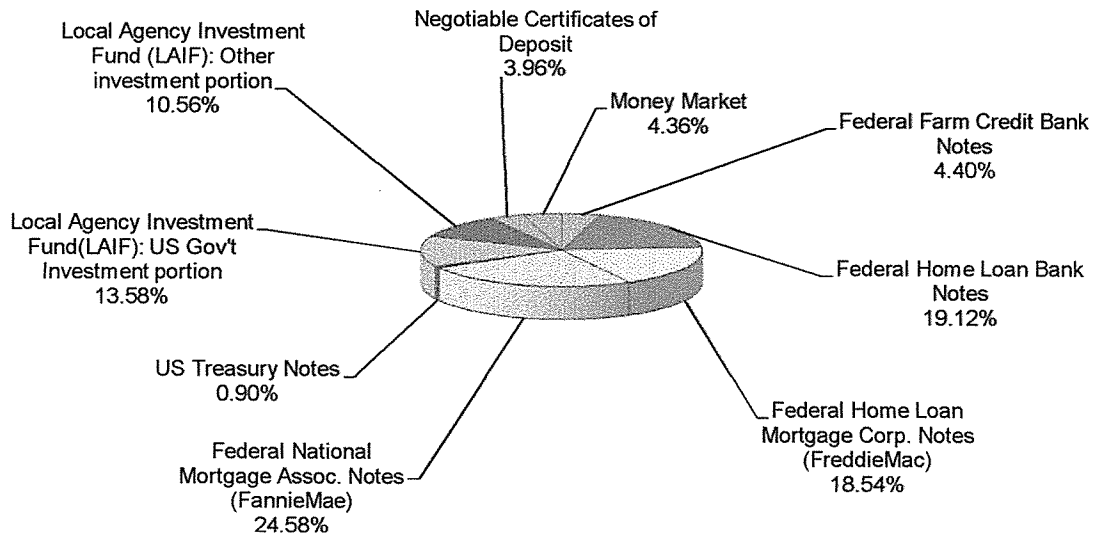 Negotiable Certificates of
Deposit
3.96%
Local Agency Investment
Fund (LAIF): Other
investment portion
10.56%
Money Market
4.36%
Federal Farm Credit Bank
Notes
4.40%
Local Agency Investment
Fund(LAIF): US Gov't
Investment portion
13.58%
Federal Home Loan Bank
Notes
19.12%
US Treasury Notes
0.90%
Federal Home Loan
Mortgage Corp. Notes
(FreddieMac)
18.54%
Federal National
Mortgage Assoc. Notes
(FannieMae)
24.58%